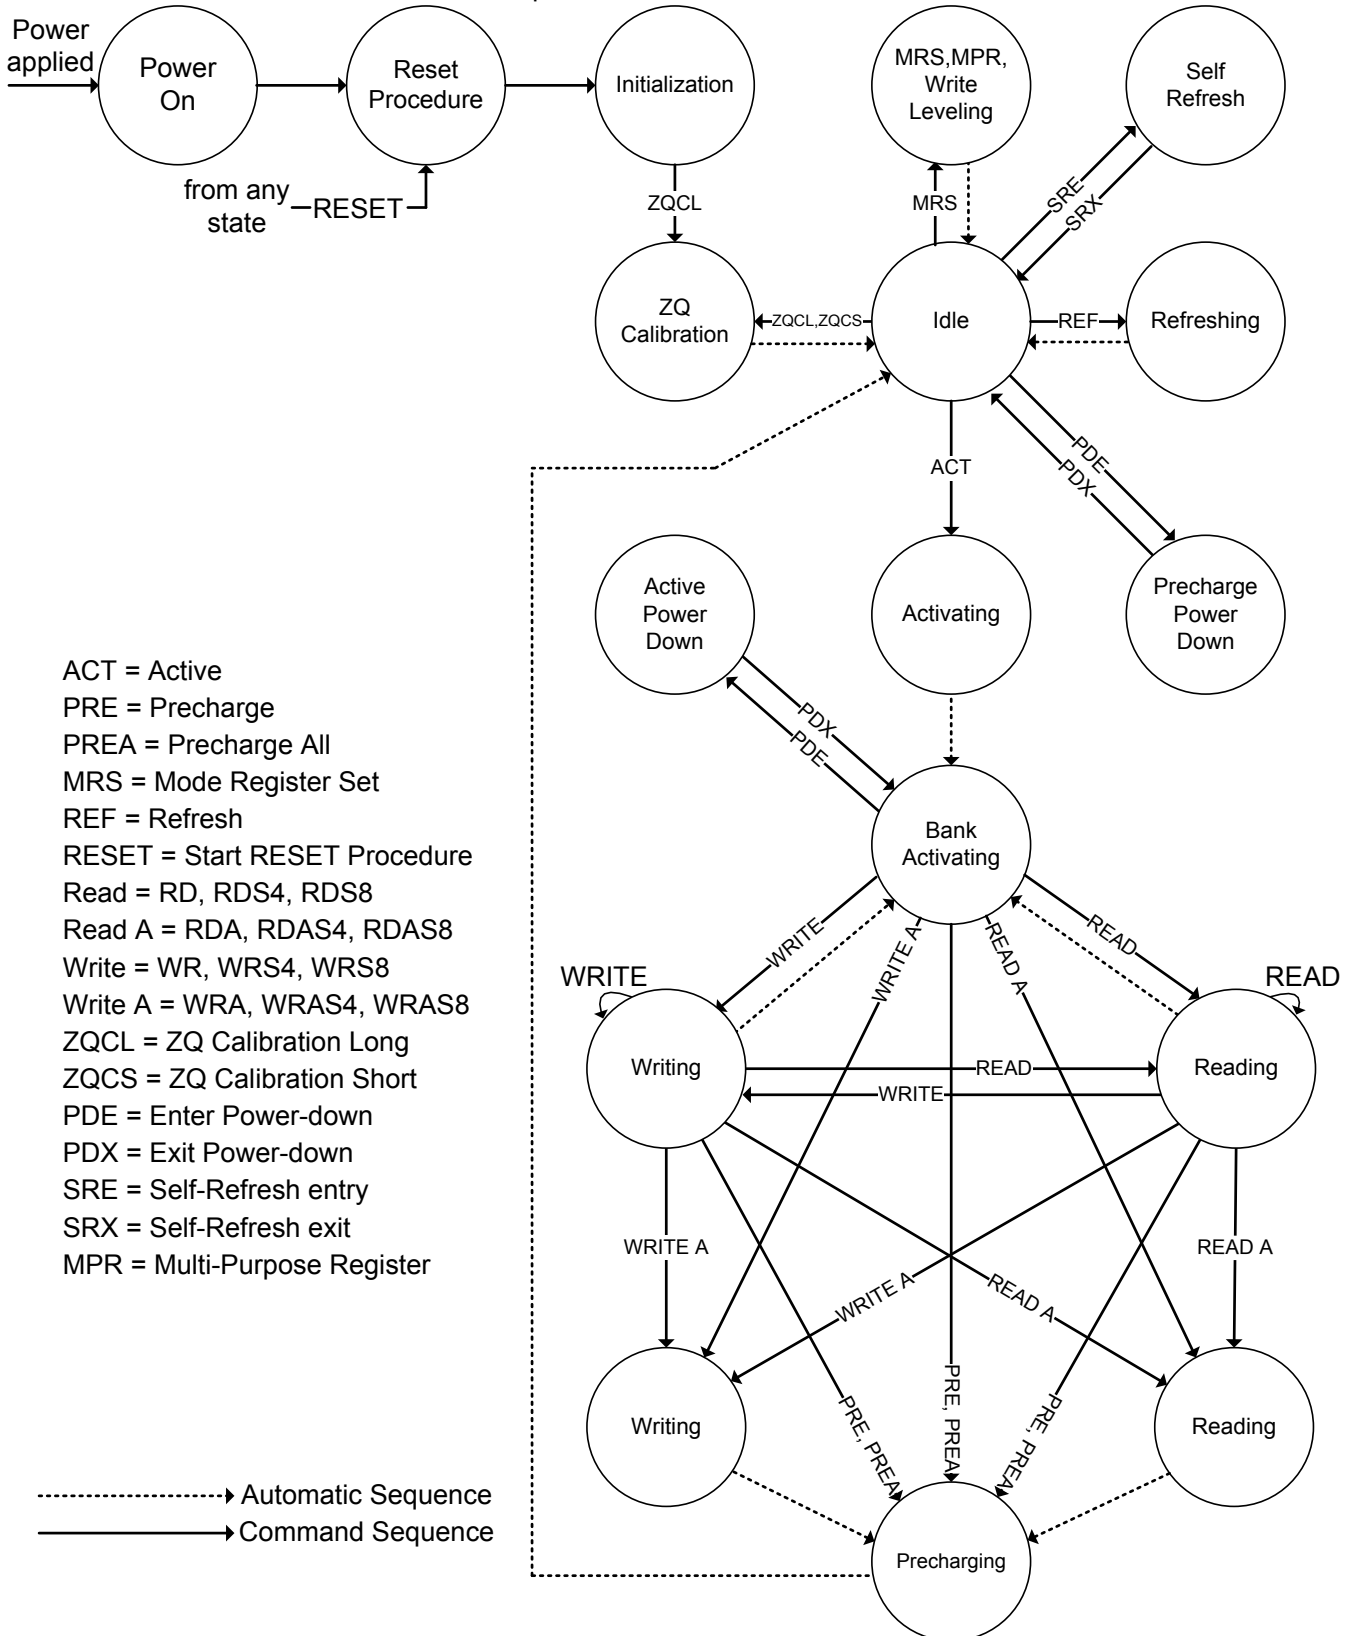 Power
applied
Power
On
Reset
Procedure
Initialization
MRS,MPR,
Write
Leveling
Self
Refresh
from any
state
RESET
ZQCL
MRS
SRE
SRX
ZQ
Calibration
ZQCL,ZQCS
Idle
REF
Refreshing
ACT
PDE
PDX
Active
Power
Down
Activating
Precharge
Power
Down
PDX
PDE
Bank
Activating
ACT = Active
PRE = Precharge
PREA = Precharge All
MRS = Mode Register Set
REF = Refresh
RESET = Start RESET Procedure
Read = RD, RDS4, RDS8
Read A = RDA, RDAS4, RDAS8
Write = WR, WRS4, WRS8
Write A = WRA, WRAS4, WRAS8
ZQCL = ZQ Calibration Long
ZQCS = ZQ Calibration Short
PDE = Enter Power-down
PDX = Exit Power-down
SRE = Self-Refresh entry
SRX = Self-Refresh exit
MPR = Multi-Purpose Register
WRITE
WRITE A
READ A
READ
WRITE
READ
Writing
READ
WRITE
Reading
WRITE A
WRITE A
READ A
READ A
Writing
PRE, PREA
PRE, PREA
PRE, PREA
Reading
Precharging
Automatic Sequence
Command Sequence